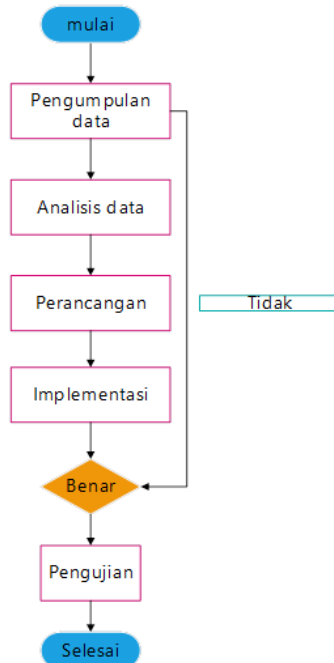 mulai
Pengumpulan
data
Analisis data
Perancangan
Tidak
Implementasi
Benar
Pengujian
Selesai